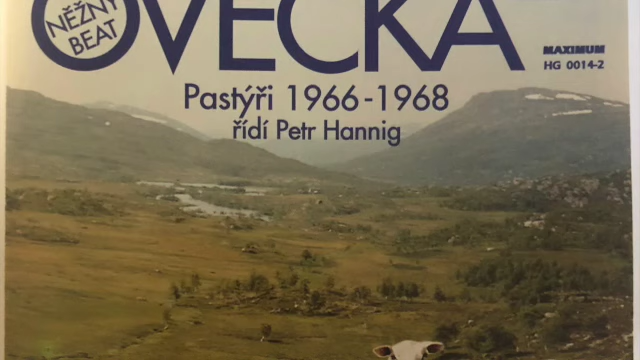 NĚŽNÝ
BEAT
OVEČKA
MAXIMUM
HG 0014-2
Pastýři 1966-1968
řídí Petr Hannig